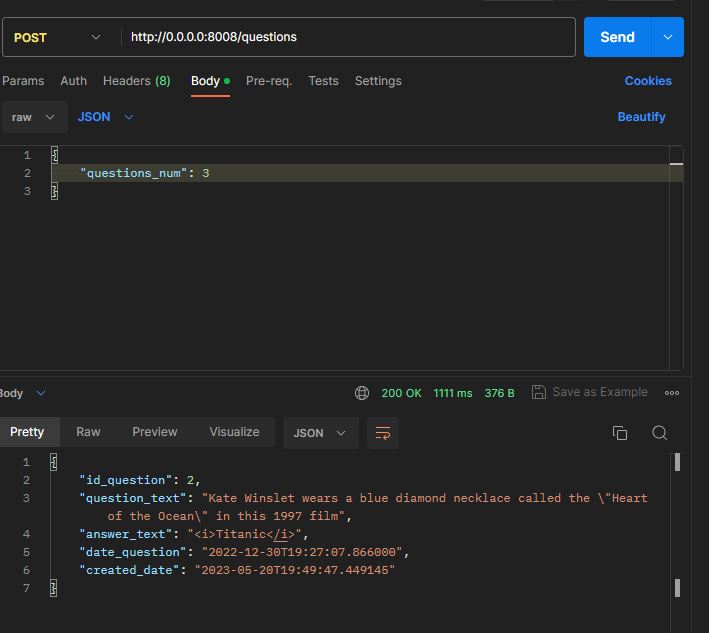 POST http://0.0.0.0:8008/questions Send
Params Auth Headers (8) Body Pre-req. Tests Settings Cookies
raw JSON Beautify
1 {
2 "questions_num": 3
3 }
Body 200 OK 1111 ms 376 B Save as Example
Pretty Raw Preview Visualize JSON
1 {
2 "id_question": 2,
3 "question_text": "Kate Winslet wears a blue diamond necklace called the \"Heart
of the Ocean\" in this 1997 film",
4 "answer_text": "<i>Titanic</i>",
5 "date_question": "2022-12-30T19:27:07.866000",
6 "created_date": "2023-05-20T19:49:47.449145"
7 }